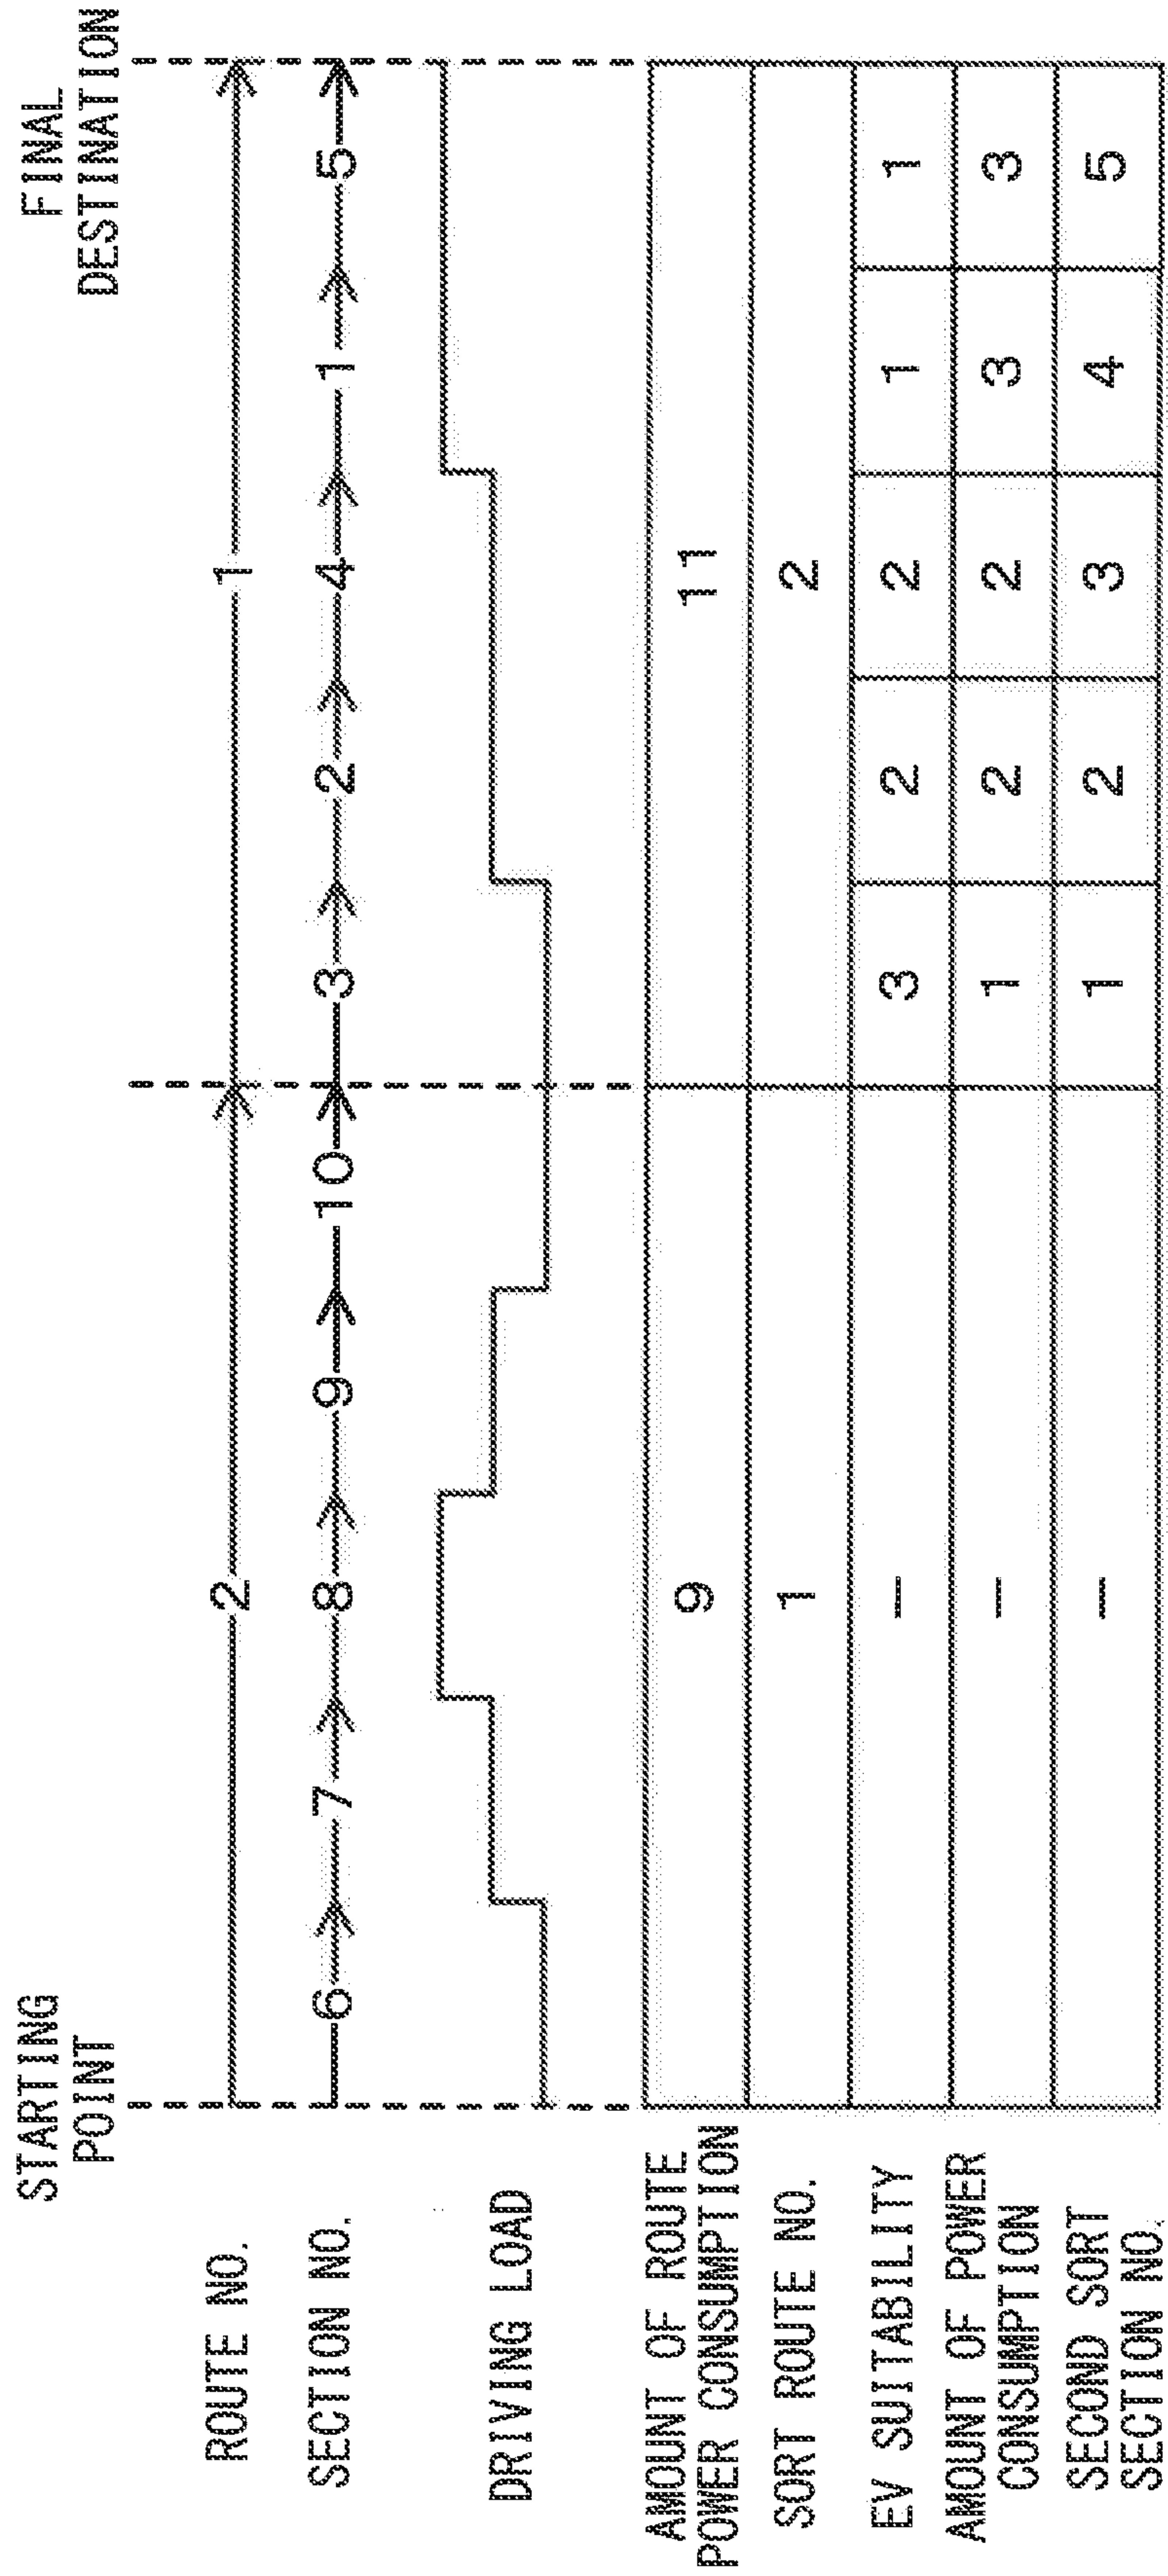 STARTING
POINT
FINAL
DESTINATION
ROUTE NO. 2 1
SECTION NO. 6 7 8 9 10 3 2 4 1 5
DRIVING LOAD
AMOUNT OF ROUTE
POWER CONSUMPTION 9 11
SORT ROUTE NO. 1 2
EV SUITABILITY – 3 2 2 1 1
AMOUNT OF POWER
CONSUMPTION – 1 2 2 3 3
SECOND SORT
SECTION NO. – 1 2 3 4 5